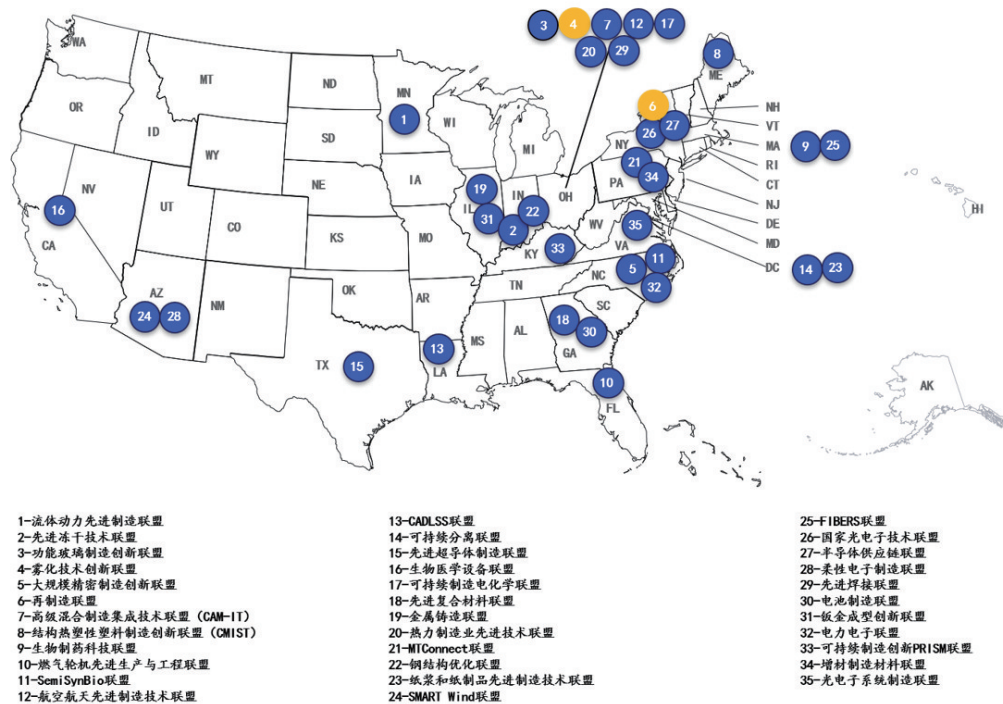 3 4 7 12 17
20 29
8
WA
ME
MT
ND
MN
6
NH
OR
1
27
VT
ID
SD
WI
26
MA 9 25
WY
MI
NY
RI
21
CT
NE
IA
19
PA 34
NJ
NV
OH
HI
16
UT
IL
IN
22
DE
CO
31
2
WV
35
MD
CA
KS
MO
33
VA
KY
11
DC 14 23
5
NC
32
AZ
OK
TN
24 28
NM
AR
SC
18
30
MS
AL
13
GA
TX 15
LA
10
AK
FL
1-流体动力先进制造联盟
2-先进冻干技术联盟
3-功能玻璃制造创新联盟
4-雾化技术创新联盟
5-大规模精密制造创新联盟
6-再制造联盟
7-高级混合制造集成技术联盟（CAM-IT）
8-结构热塑性塑料制造创新联盟（CMIST）
9-生物制药科技联盟
10-燃气轮机先进生产与工程联盟
11-SemiSynBio联盟
12-航空航天先进制造技术联盟
13-CADLSS联盟
14-可持续分离联盟
15-先进超导体制造联盟
16-生物医学设备联盟
17-可持续制造电化学联盟
18-先进复合材料联盟
19-金属铸造联盟
20-热力制造业先进技术联盟
21-MTConnect联盟
22-钢结构优化联盟
23-纸浆和纸制品先进制造技术联盟
24-SMART Wind联盟
25-FIBERS联盟
26-国家光电子技术联盟
27-半导体供应链联盟
28-柔性电子制造联盟
29-先进焊接联盟
30-电池制造联盟
31-钣金成型创新联盟
32-电力电子联盟
33-可持续制造创新PRISM联盟
34-增材制造材料联盟
35-光电子系统制造联盟